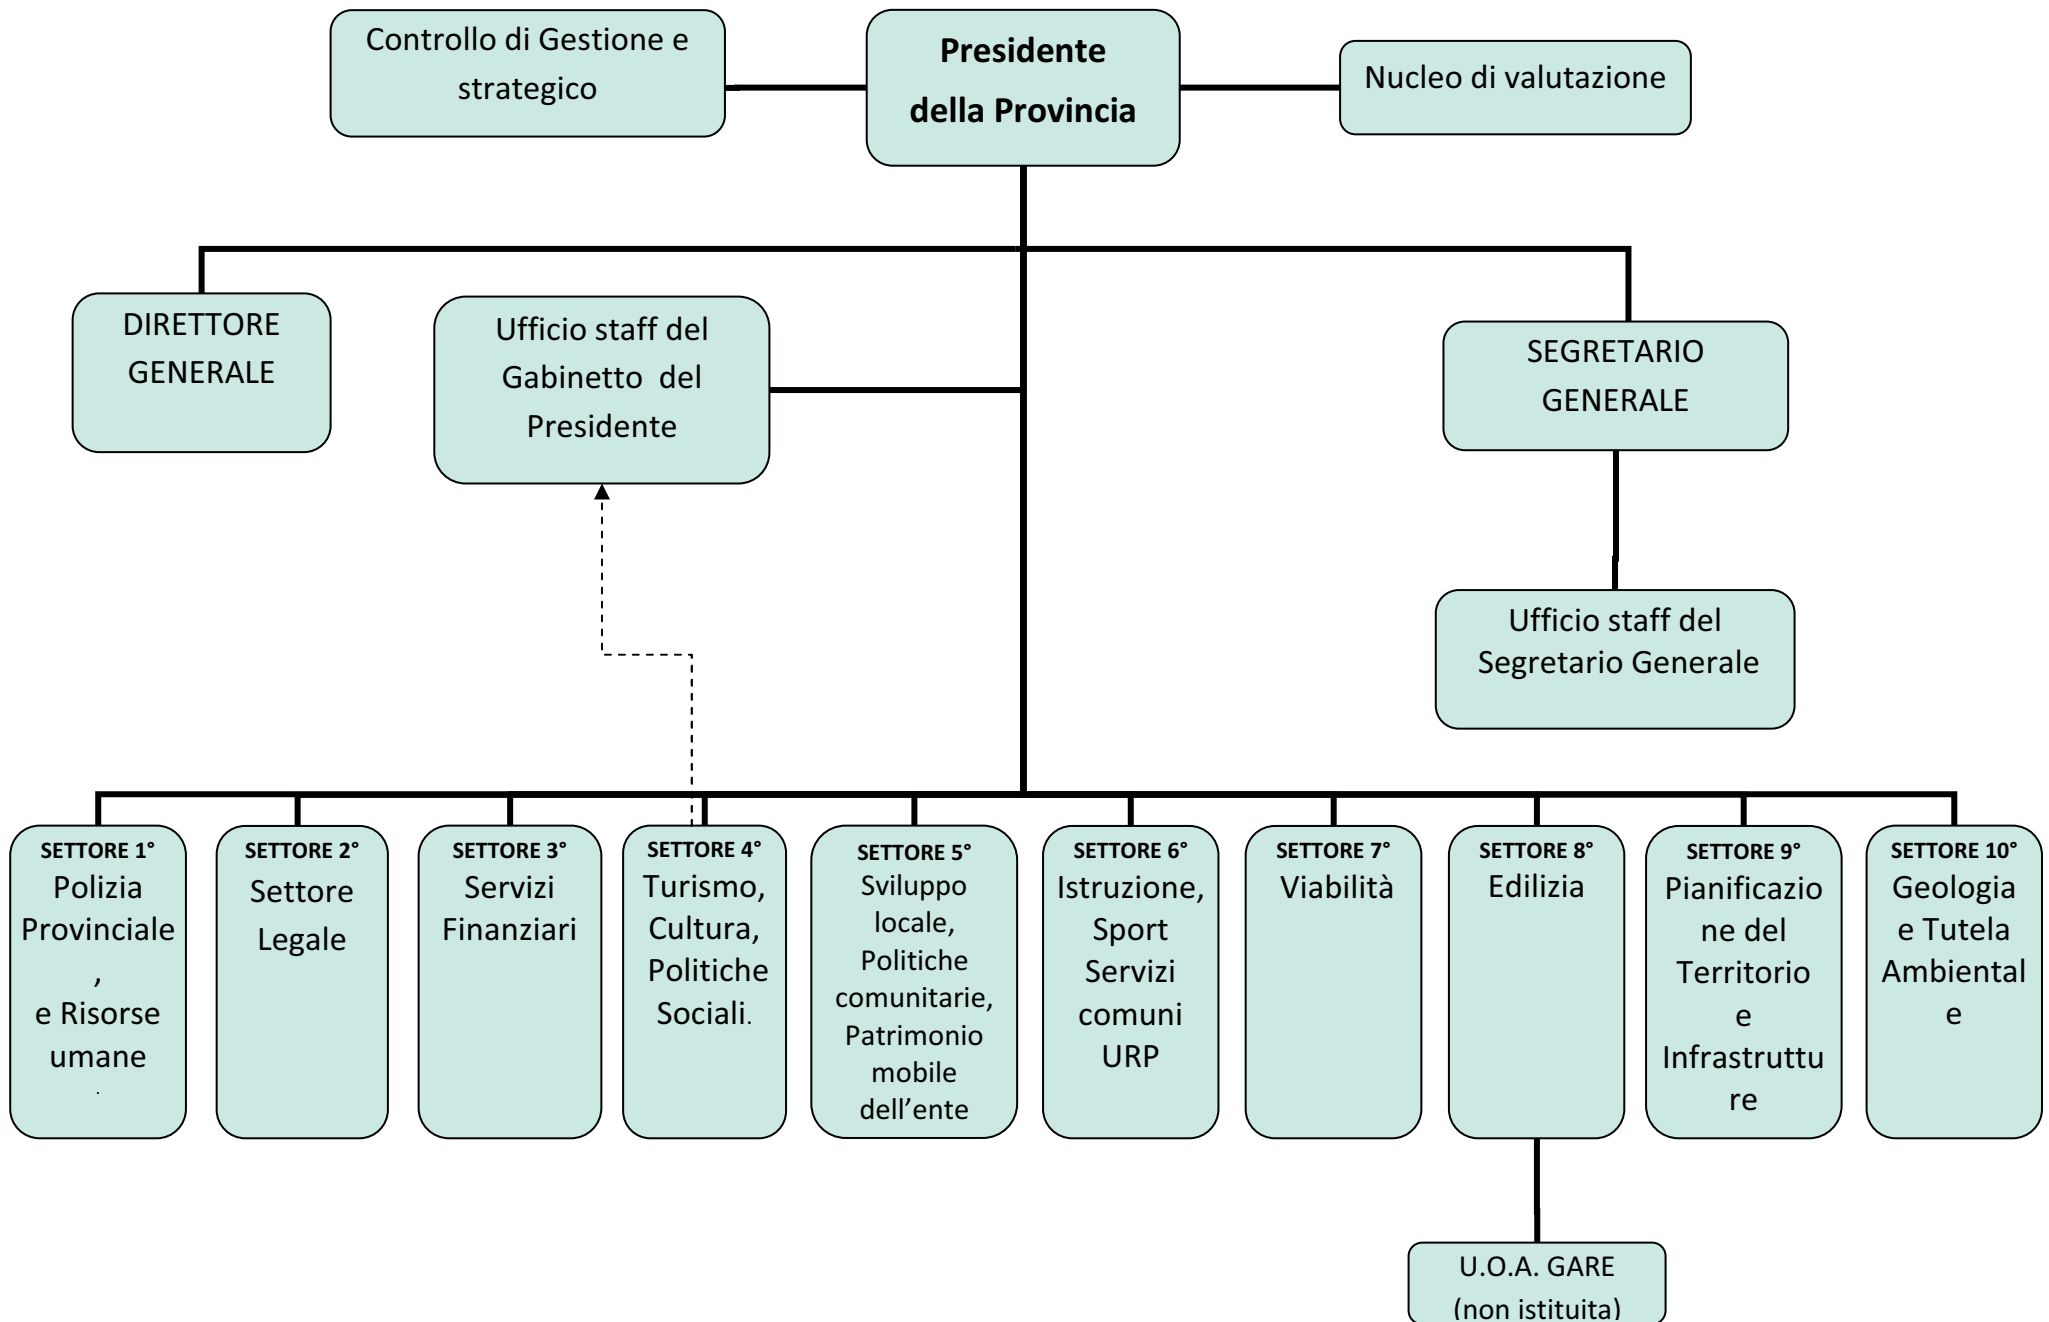 Controllo di Gestione e
strategico
Presidente
della Provincia
Nucleo di valutazione
DIRETTORE
GENERALE
Ufficio staff del
Gabinetto del
Presidente
SEGRETARIO
GENERALE
Ufficio staff del
Segretario Generale
SETTORE 1°
Polizia
Provinciale
,
e Risorse
umane
.
SETTORE 2°
Settore
Legale
SETTORE 3°
Servizi
Finanziari
SETTORE 4°
Turismo,
Cultura,
Politiche
Sociali.
SETTORE 5°
Sviluppo
locale,
Politiche
comunitarie,
Patrimonio
mobile
dell’ente
SETTORE 6°
Istruzione,
Sport
Servizi
comuni
URP
SETTORE 7°
Viabilità
SETTORE 8°
Edilizia
SETTORE 9°
Pianificazio
ne del
Territorio
e
Infrastruttu
re
SETTORE 10°
Geologia
e Tutela
Ambiental
e
U.O.A. GARE
(non istituita)